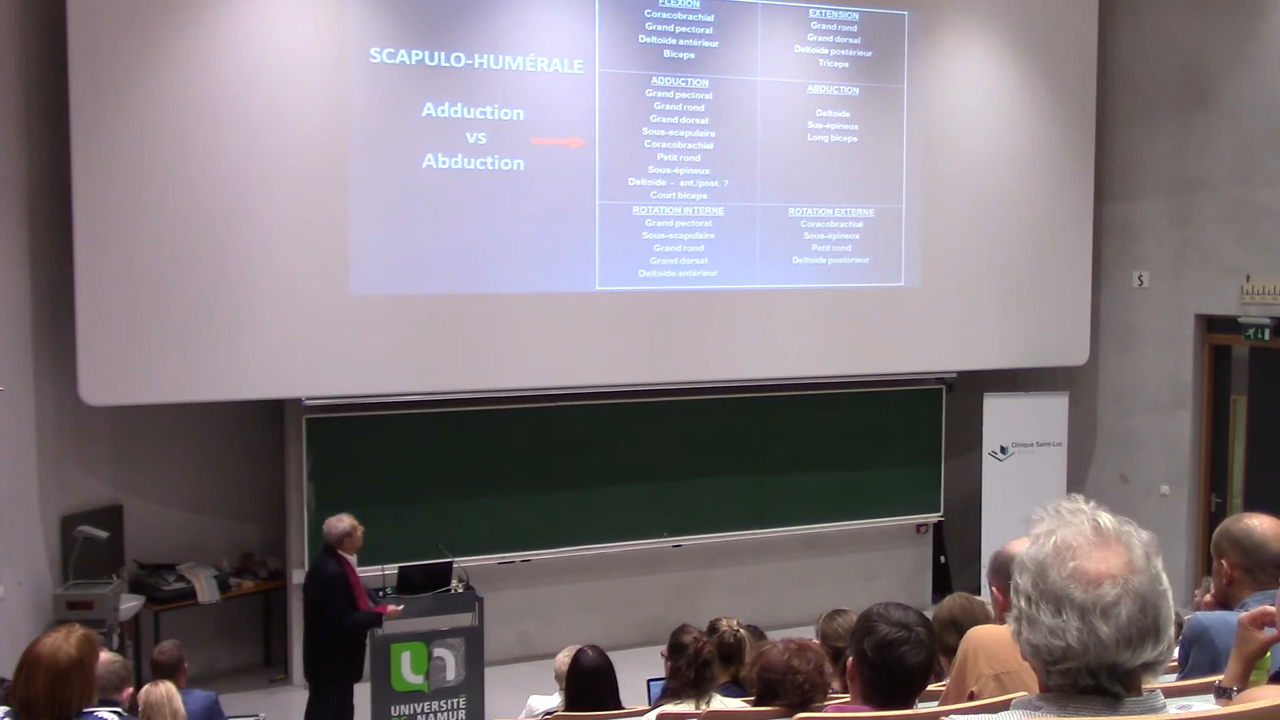 SCAPULO-HUMÉRALE
Adduction
vs
Abduction
FLEXION
Coracobrachial
Grand pectoral
Deltoïde antérieur
Biceps
EXTENSION
Grand rond
Grand dorsal
Deltoïde postérieur
Triceps
ADDUCTION
Grand pectoral
Grand rond
Grand dorsal
Sous-scapulaire
Coracobrachial
Petit rond
Sous-épineux
Deltoïde - ant./post. ?
Court biceps
ABDUCTION
Deltoïde
Sus-épineux
Long biceps
ROTATION INTERNE
Grand pectoral
Sous-scapulaire
Grand rond
Grand dorsal
Deltoïde antérieur
ROTATION EXTERNE
Coracobrachial
Sous-épineux
Petit rond
Deltoïde postérieur
S
Clinique Saint-Luc
UNIVERSITÉ
DE NAMUR